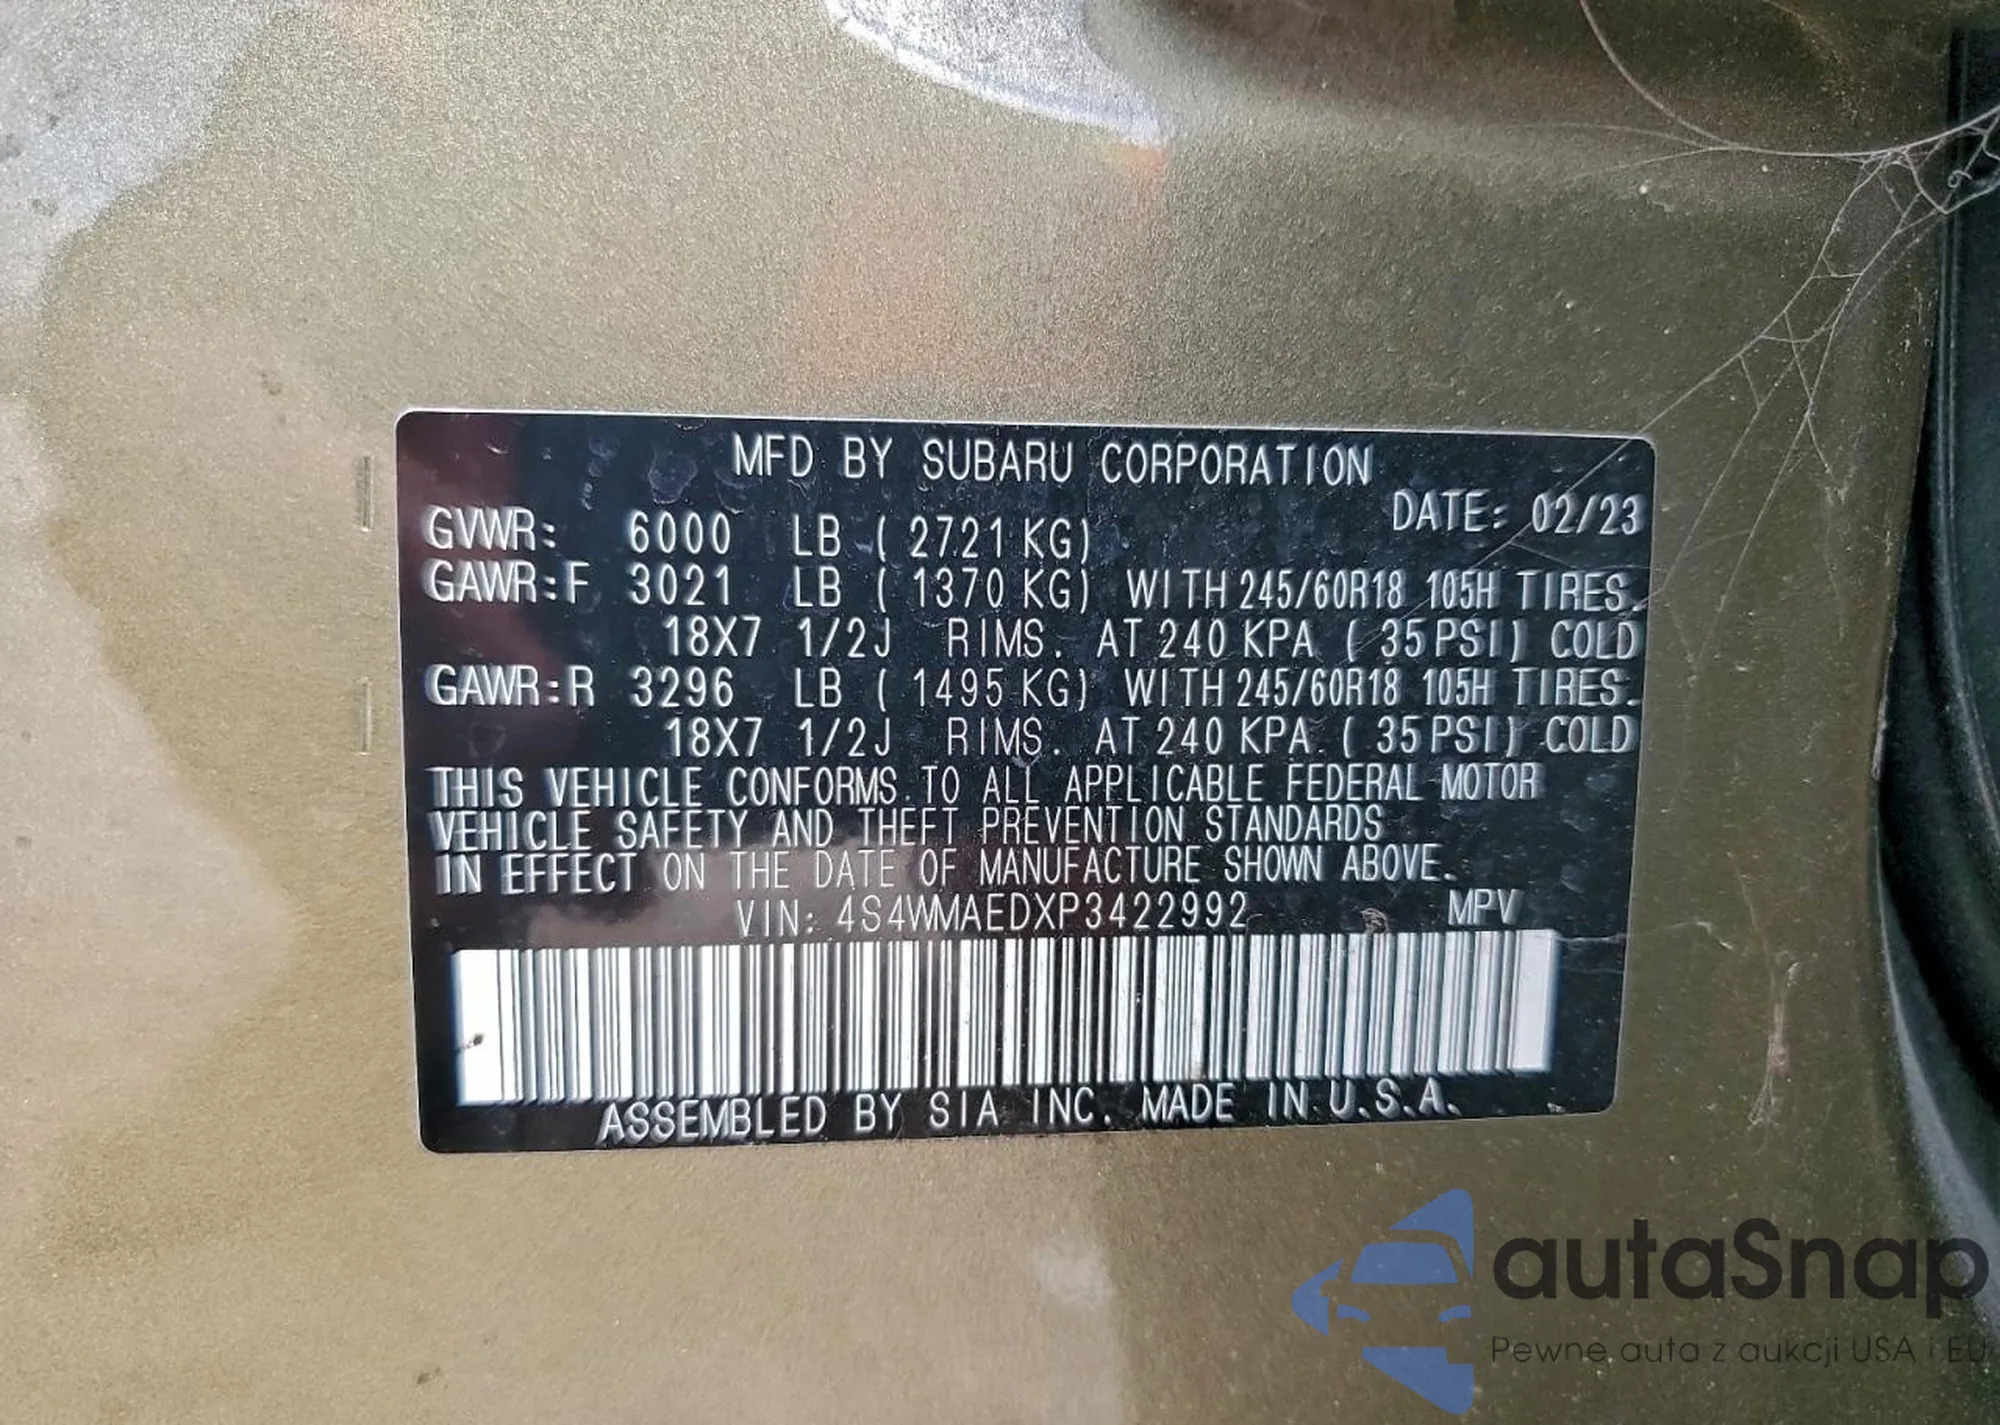 MFD BY SUBARU CORPORATION
DATE: 02/23
GVWR: 6000 LB ( 2721 KG)
GAWR:F 3021 LB ( 1370 KG) WITH 245/60R18 105H TIRES.
18X7 1/2J RIMS. AT 240 KPA ( 35 PSI) COLD
GAWR:R 3296 LB ( 1495 KG) WITH 245/60R18 105H TIRES.
18X7 1/2J RIMS. AT 240 KPA ( 35 PSI) COLD
THIS VEHICLE CONFORMS TO ALL APPLICABLE FEDERAL MOTOR
VEHICLE SAFETY AND THEFT PREVENTION STANDARDS
IN EFFECT ON THE DATE OF MANUFACTURE SHOWN ABOVE.
VIN: 4S4WMAEDXP3422992 MPV
ASSEMBLED BY SIA INC. MADE IN U.S.A.
autaSnap
Pewne auta z aukcji USA i EU